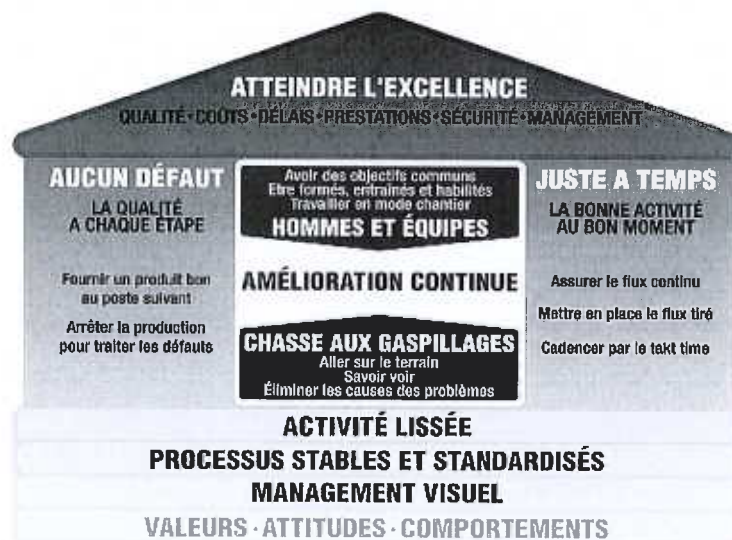 ATTEINDRE L'EXCELLENCE
QUALITÉ•COÛTS•DÉLAIS•PRESTATIONS•SÉCURITÉ•MANAGEMENT
AUCUN DÉFAUT
LA QUALITÉ
A CHAQUE ÉTAPE
Fournir un produit bon
au poste suivant
Arrêter la production
pour traiter les défauts
Avoir des objectifs communs
Etre formés, entraînés et habilités
Travailler en mode chantier
HOMMES ET ÉQUIPES
AMÉLIORATION CONTINUE
CHASSE AUX GASPILLAGES
Aller sur le terrain
Savoir voir
Éliminer les causes des problèmes
JUSTE A TEMPS
LA BONNE ACTIVITÉ
AU BON MOMENT
Assurer le flux continu
Mettre en place le flux tiré
Cadencer par le takt time
ACTIVITÉ LISSÉE
PROCESSUS STABLES ET STANDARDISÉS
MANAGEMENT VISUEL
VALEURS · ATTITUDES · COMPORTEMENTS